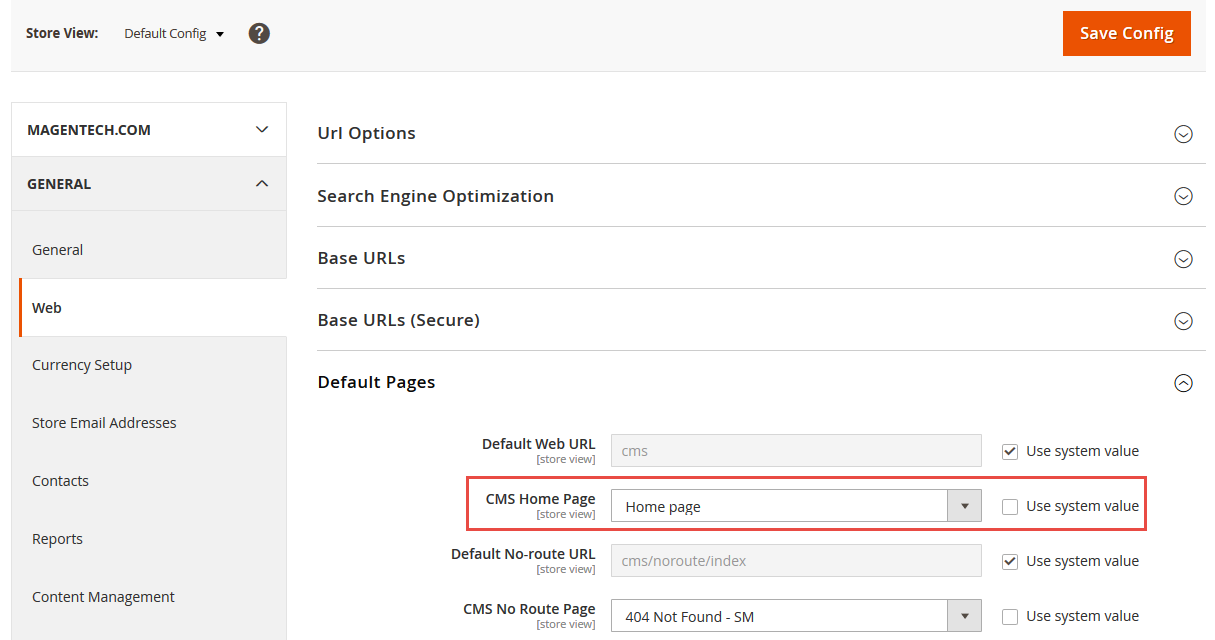 Store View: Default Config ?
Save Config
MAGENTECH.COM
GENERAL
General
Web
Currency Setup
Store Email Addresses
Contacts
Reports
Content Management
Url Options
Search Engine Optimization
Base URLs
Base URLs (Secure)
Default Pages
Default Web URL
[store view]
cms
Use system value
CMS Home Page
[store view]
Home page
Use system value
Default No-route URL
[store view]
cms/noroute/index
Use system value
CMS No Route Page
[store view]
404 Not Found - SM
Use system value